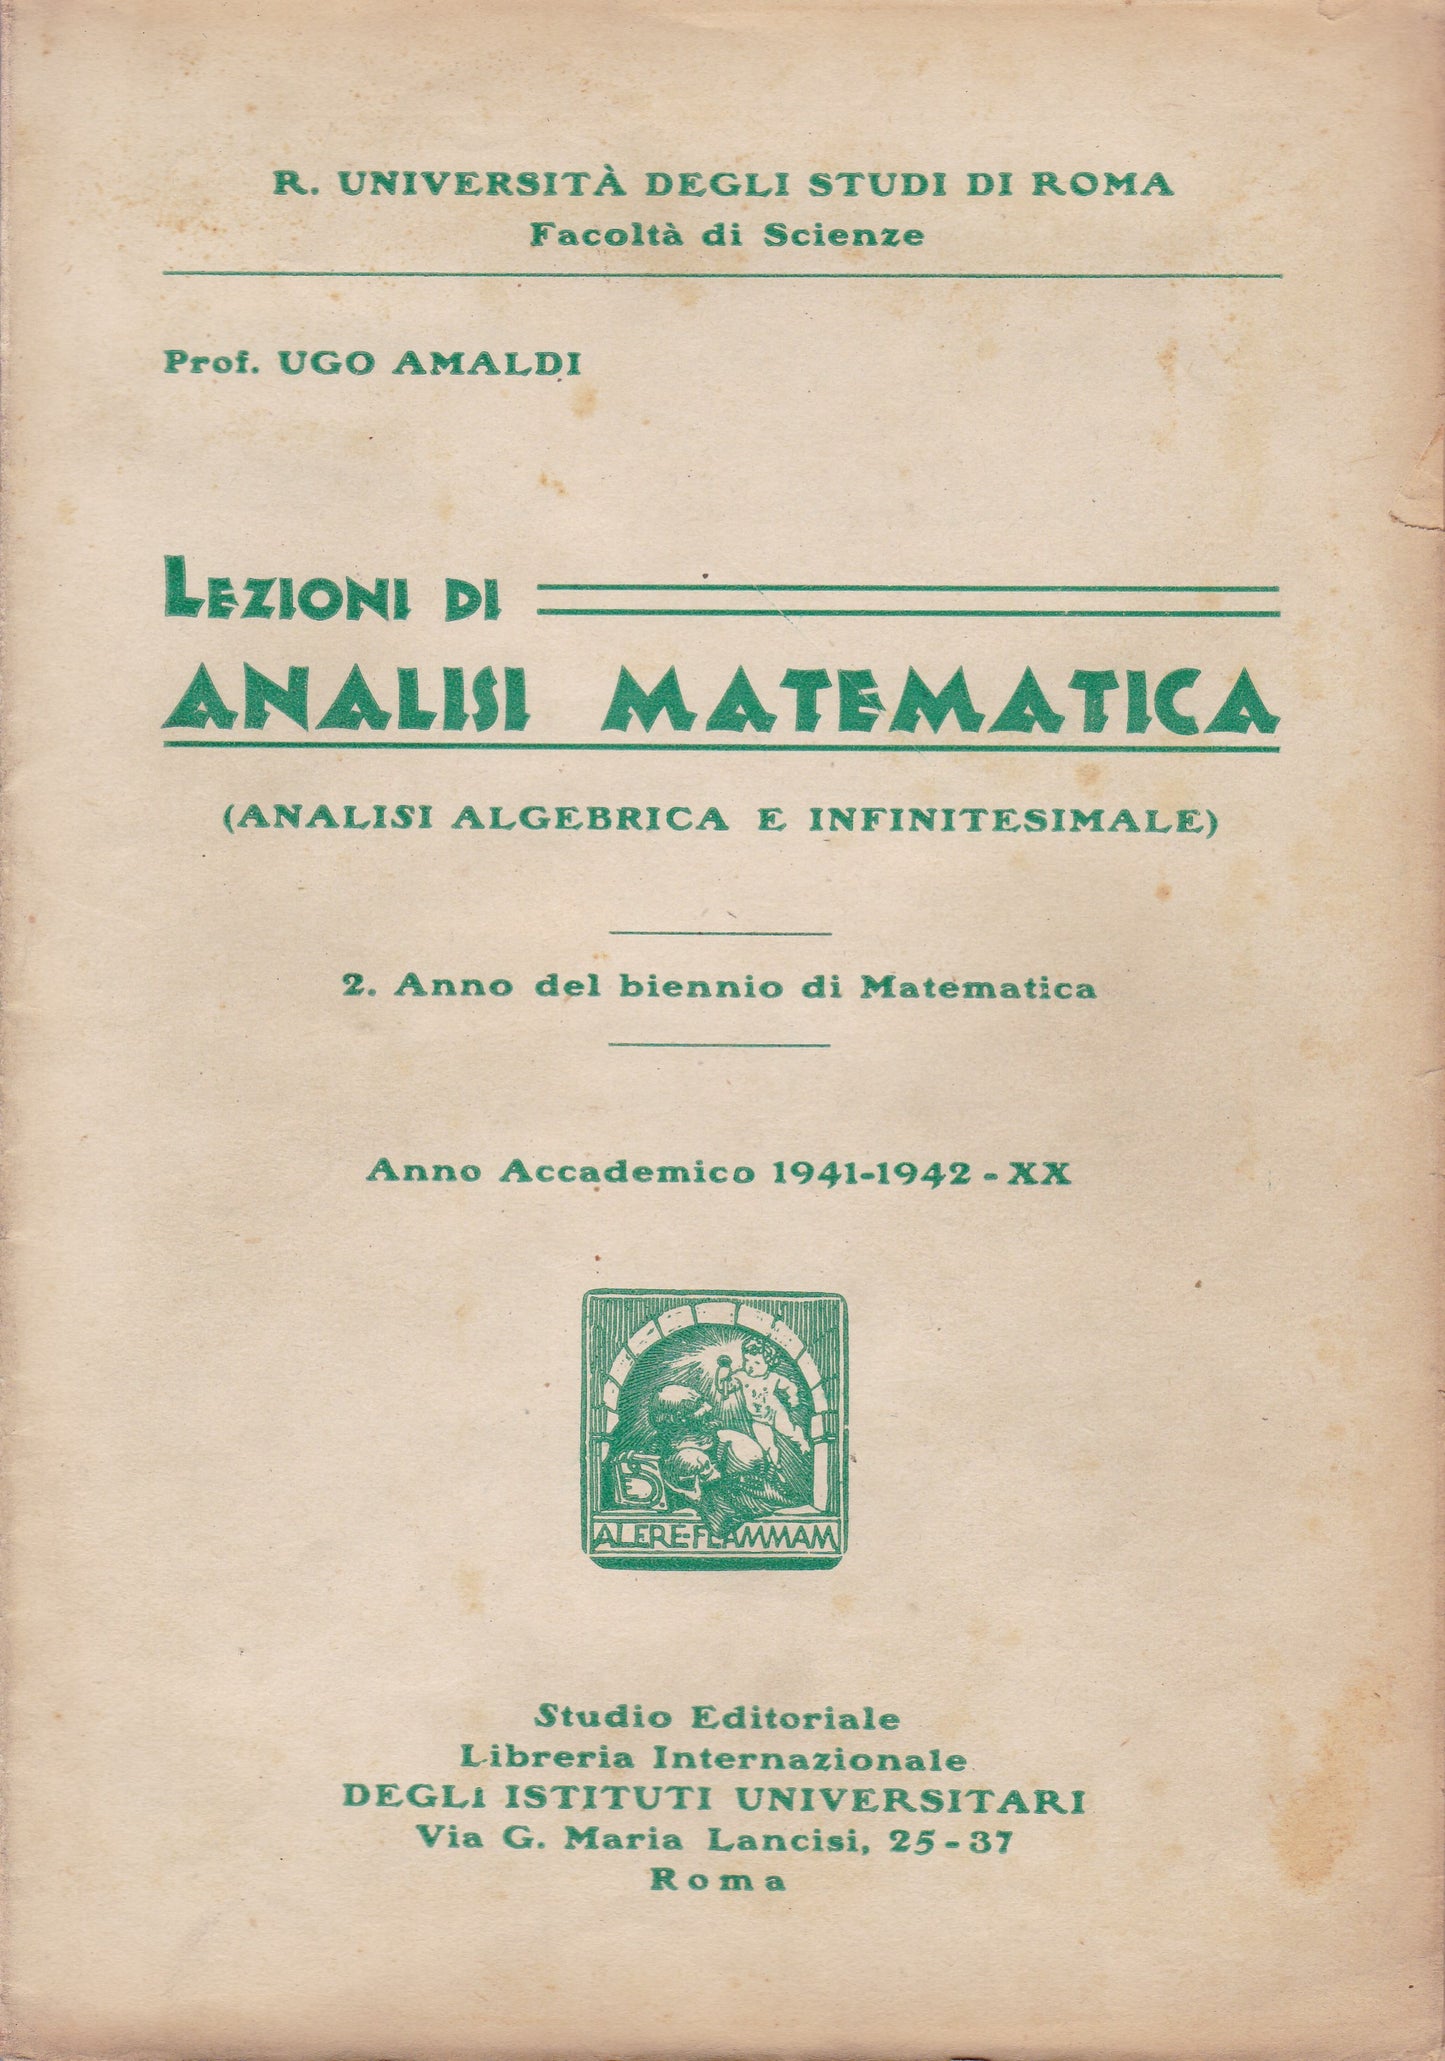 R. UNIVERSITÀ DEGLI STUDI DI ROMA
Facoltà di Scienze
Prof. UGO AMALDI
LEZIONI DI
ANALISI MATEMATICA
(ANALISI ALGEBRICA E INFINITESIMALE)
2. Anno del biennio di Matematica
Anno Accademico 1941-1942 - XX
ALERE-FLAMMAM
Studio Editoriale
Libreria Internazionale
DEGLI ISTITUTI UNIVERSITARI
Via G. Maria Lancisi, 25-37
Roma